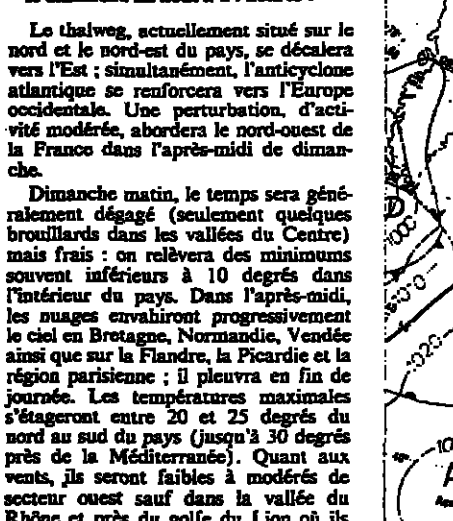 Le thalweg, actuellement situé sur le
nord et le nord-est du pays, se décalera
vers l'Est ; simultanément, l'anticyclone
atlantique se renforcera vers l'Europe
occidentale. Une perturbation, d'acti-
vité modérée, abordera le nord-ouest de
la France dans l'après-midi de diman-
che.
Dimanche matin, le temps sera géné-
ralement dégagé (seulement quelques
brouillards dans les vallées du Centre)
mais frais : on relèvera des minimums
souvent inférieurs à 10 degrés dans
l'intérieur du pays. Dans l'après-midi,
les nuages envahiront progressivement
le ciel en Bretagne, Normandie, Vendée
ainsi que sur la Flandre, la Picardie et la
région parisienne ; il pleuvra en fin de
journée. Les températures maximales
s'étageront entre 20 et 25 degrés du
nord au sud du pays (jusqu'à 30 degrés
près de la Méditerranée). Quant aux
vents, ils seront faibles à modérés de
secteur ouest sauf dans la vallée du
Rhône et près du golfe du Lion où ils
D
1000
1010
1020